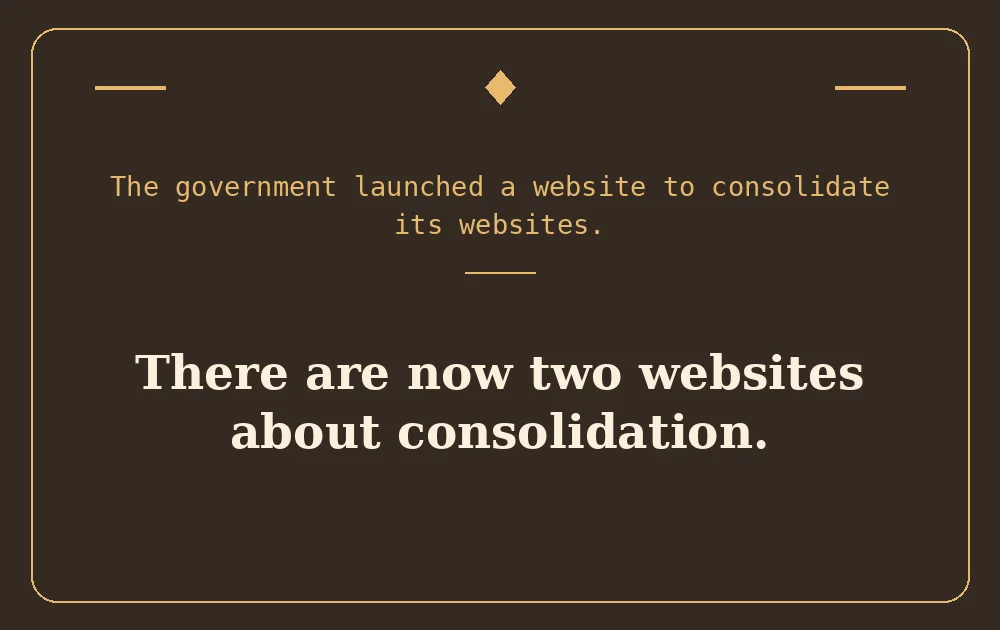 The government launched a website to consolidate
its websites.
There are now two websites
about consolidation.